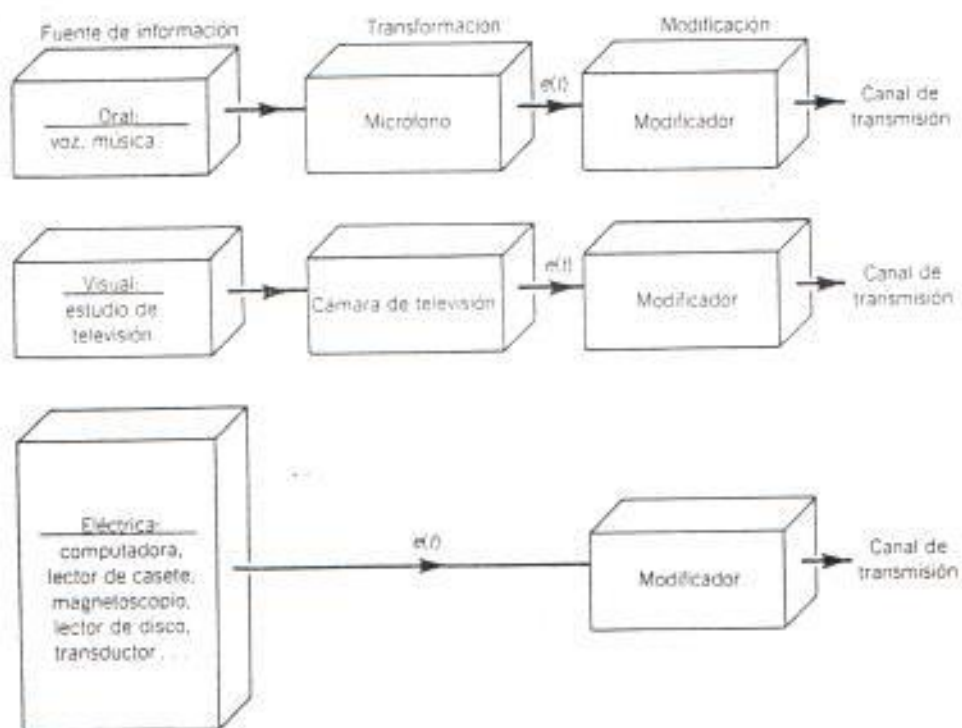 Fuente de información
Transformación
Modificación
Oral:
voz, música
Micrófono
e(t)
Modificador
Canal de
transmisión
Visual:
estudio de
televisión
Cámara de televisión
e(t)
Modificador
Canal de
transmisión
Eléctrica:
computadora,
lector de casete,
magnetoscopio,
lector de disco,
transductor...
e(t)
Modificador
Canal de
transmisión